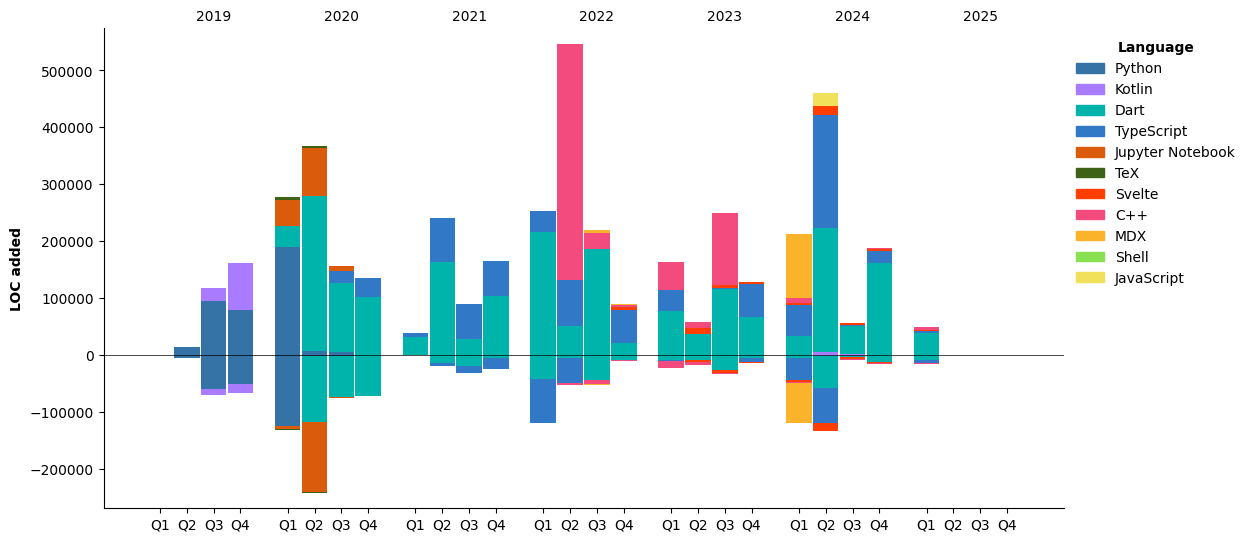 2019 2020 2021 2022 2023 2024 2025
LOC added
500000
400000
300000
200000
100000
0
−100000
−200000
Q1 Q2 Q3 Q4 Q1 Q2 Q3 Q4 Q1 Q2 Q3 Q4 Q1 Q2 Q3 Q4 Q1 Q2 Q3 Q4 Q1 Q2 Q3 Q4 Q1 Q2 Q3 Q4
Language
Python
Kotlin
Dart
TypeScript
Jupyter Notebook
TeX
Svelte
C++
MDX
Shell
JavaScript